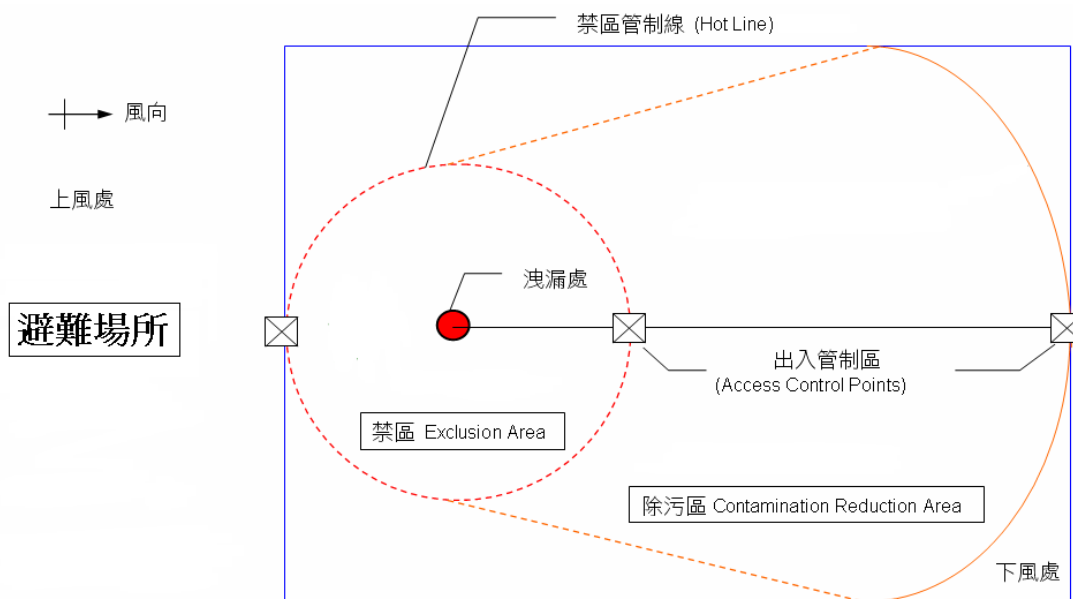 禁區管制線 (Hot Line)
風向
上風處
洩漏處
避難場所
出入管制區
(Access Control Points)
禁區 Exclusion Area
除污區 Contamination Reduction Area
下風處